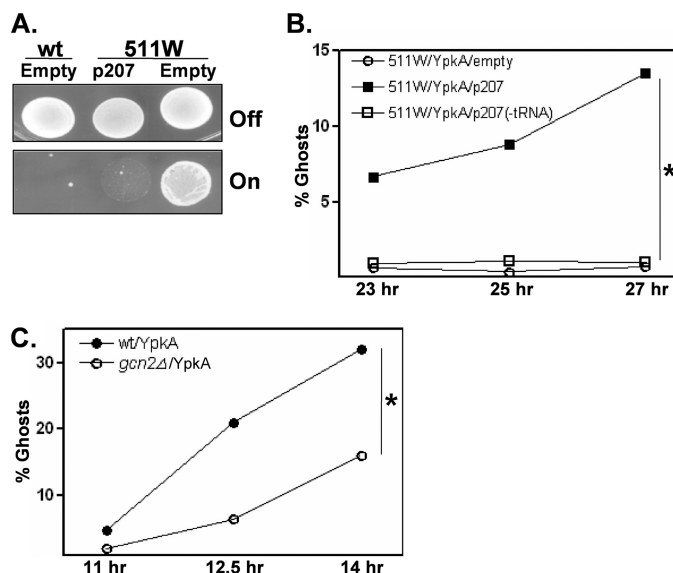 A.
wt 511W
Empty p207 Empty
Off
On
B.
15
10
5
% Ghosts
511W/YpkA/empty
511W/YpkA/p207
511W/YpkA/p207(-tRNA)
*
23 hr 25 hr 27 hr
C.
30
20
10
% Ghosts
wt/YpkA
gcn2Δ/YpkA
*
11 hr 12.5 hr 14 hr